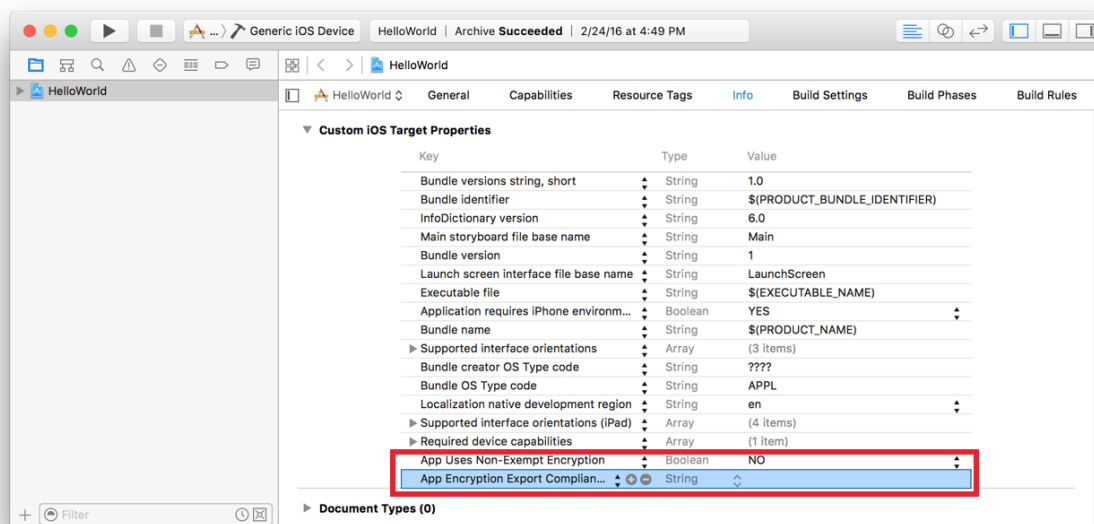 ... Generic iOS Device HelloWorld | Archive Succeeded | 2/24/16 at 4:49 PM
HelloWorld
HelloWorld
HelloWorld General Capabilities Resource Tags Info Build Settings Build Phases Build Rules
Custom iOS Target Properties
Key Type Value
Bundle versions string, short String 1.0
Bundle identifier String $(PRODUCT_BUNDLE_IDENTIFIER)
InfoDictionary version String 6.0
Main storyboard file base name String Main
Bundle version String 1
Launch screen interface file base name String LaunchScreen
Executable file String $(EXECUTABLE_NAME)
Application requires iPhone environm... Boolean YES
Bundle name String $(PRODUCT_NAME)
Supported interface orientations Array (3 items)
Bundle creator OS Type code String ????
Bundle OS Type code String APPL
Localization native development region String en
Supported interface orientations (iPad) Array (4 items)
Required device capabilities Array (1 item)
App Uses Non-Exempt Encryption Boolean NO
App Encryption Export Complian... String
Document Types (0)
Filter